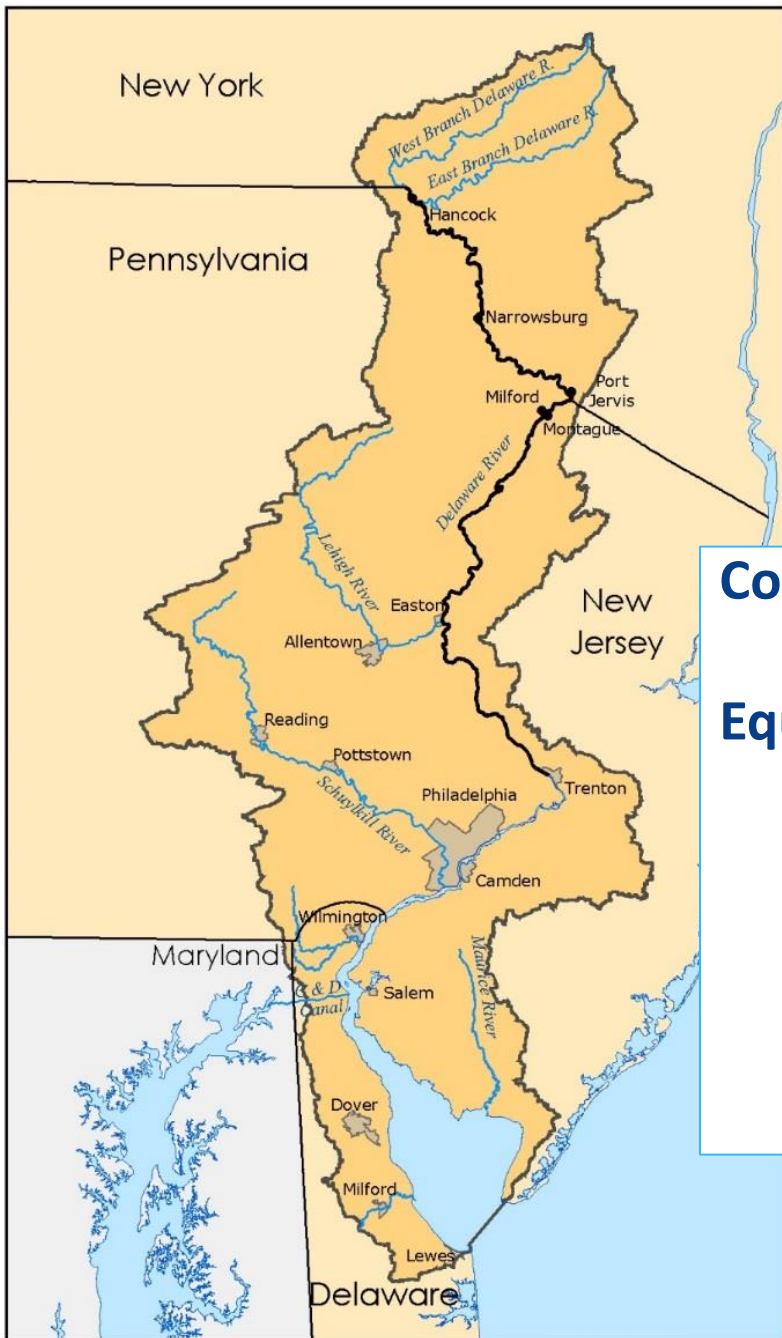 New York
West Branch Delaware R.
East Branch Delaware R.
Hancock
Pennsylvania
Narrowsburg
Port
Jervis
Milford
Montague
Delaware River
Lehigh River
Easton
New
Jersey
Allentown
Co
Equ
Reading
Pottstown
Trenton
Philadelphia
Schuylkill River
Camden
Wilmington
Maryland
Maurice River
C & D
Canal
Salem
Dover
Milford
Lewes
Delaware